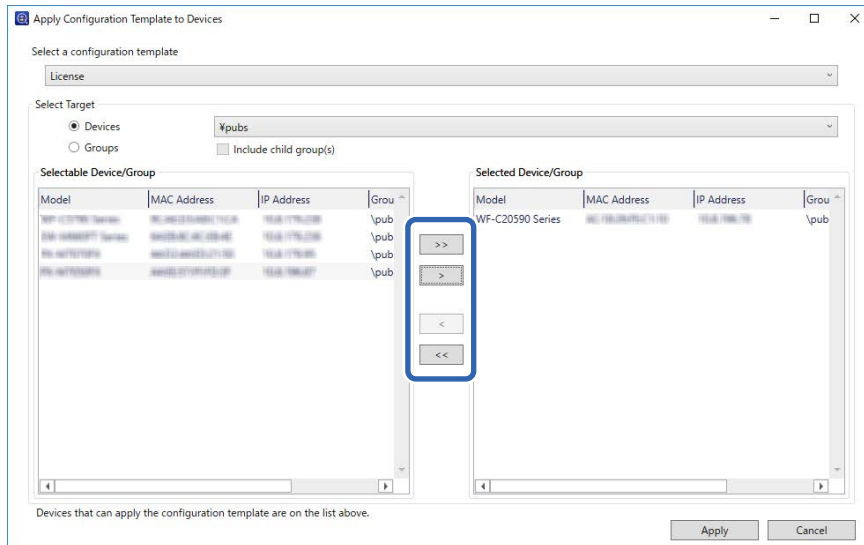 Apply Configuration Template to Devices
Select a configuration template
License
Select Target
Devices
¥pubs
Groups
Include child group(s)
Selectable Device/Group
Model MAC Address IP Address Grou
\pub
\pub
\pub
\pub
>>
>
<
<<
Selected Device/Group
Model MAC Address IP Address Grou
WF-C20590 Series \pub
Devices that can apply the configuration template are on the list above.
Apply Cancel